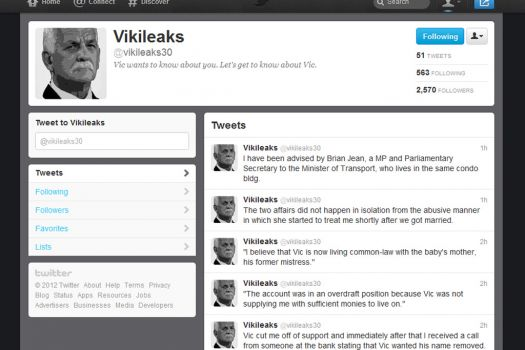 Home @ Connect # Discover
Search
Vikileaks
@vikileaks30
Vic wants to know about you. Let's get to know about Vic.
Following
51 TWEETS
563 FOLLOWING
2,570 FOLLOWERS
Tweet to Vikileaks
@vikileaks30
Tweets
Following
Followers
Favorites
Lists
twitter
© 2012 Twitter About Help Terms Privacy
Blog Status Apps Resources Jobs
Advertisers Businesses Media Developers
Tweets
Vikileaks @vikileaks30 1h
I have been advised by Brian Jean, a MP and Parliamentary
Secretary to the Minister of Transport, who lives in the same condo
bldg.
Vikileaks @vikileaks30 1h
The two affairs did not happen in isolation from the abusive manner
in which she started to treat me shortly after we got married.
Vikileaks @vikileaks30 2h
"I believe that Vic is now living common-law with the baby's mother,
his former mistress."
Vikileaks @vikileaks30 2h
"The account was in an overdraft position because Vic was not
supplying me with sufficient monies to live on."
Vikileaks @vikileaks30 2h
Vic cut me off of support and immediately after that I received a call
from someone at the bank stating that Vic wanted his name removed.